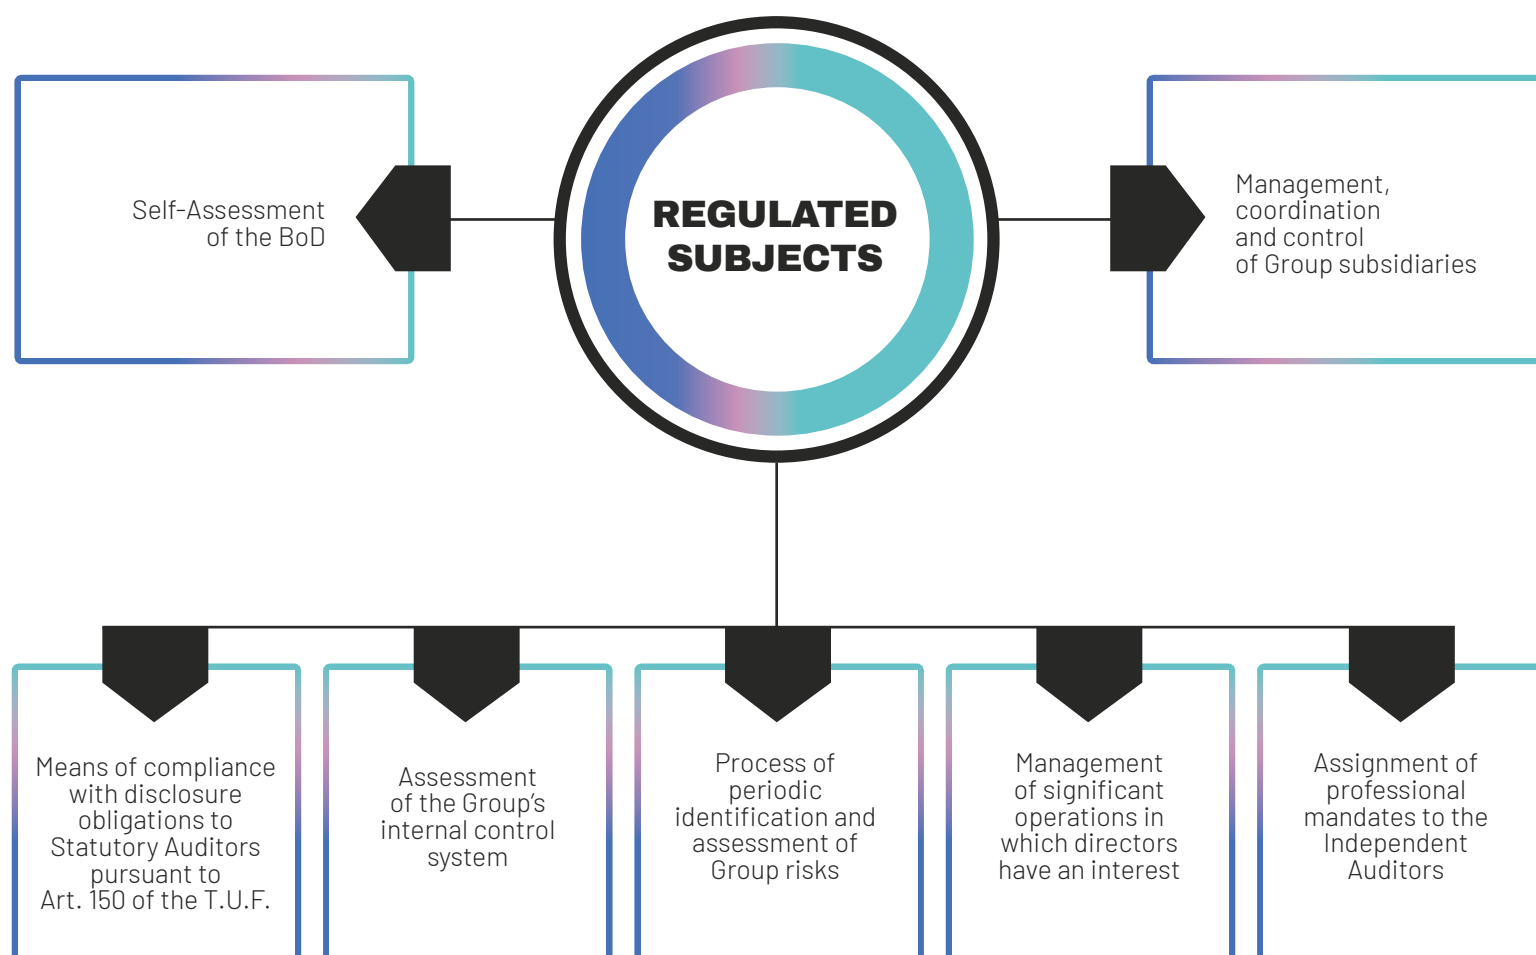 REGULATED
SUBJECTS
Self-Assessment
of the BoD
Management,
coordination
and control
of Group subsidiaries
Means of compliance
with disclosure
obligations to
Statutory Auditors
pursuant to
Art. 150 of the T.U.F.
Assessment
of the Group’s
internal control
system
Process of
periodic
identification and
assessment of
Group risks
Management
of significant
operations in
which directors
have an interest
Assignment of
professional
mandates to the
Independent
Auditors